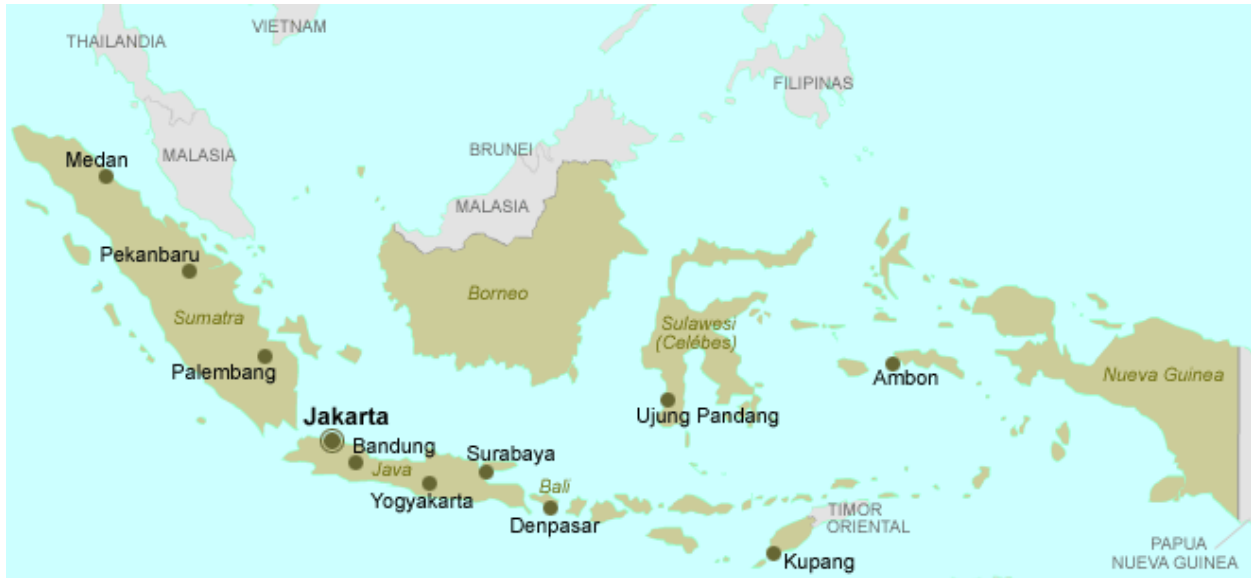 VIETNAM
THAILANDIA
FILIPINAS
BRUNEI
MALASIA
Medan
MALASIA
Pekanbaru
Borneo
Sumatra
Sulawesi
(Celébes)
Palembang
Ambon
Nueva Guinea
Jakarta
Ujung Pandang
Bandung
Surabaya
Java
Yogyakarta
Bali
Denpasar
TIMOR
ORIENTAL
Kupang
PAPUA
NUEVA GUINEA